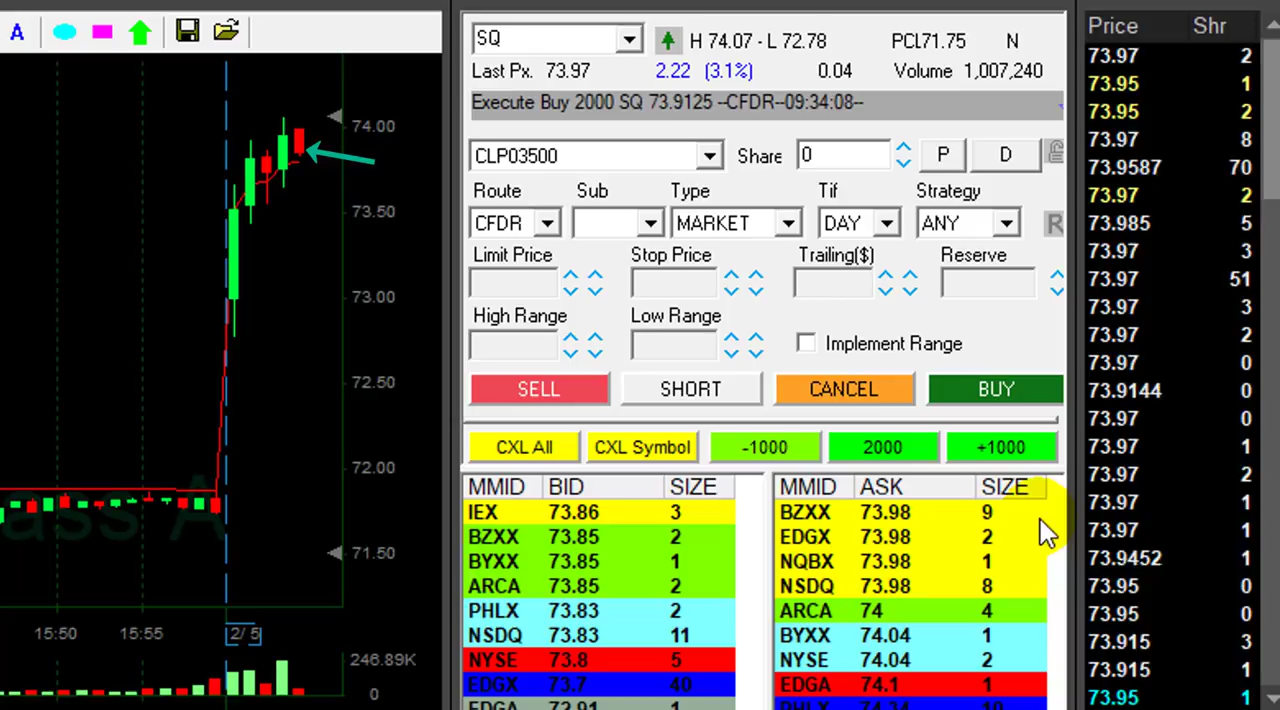 A
74.00
73.50
73.00
72.50
72.00
71.50
ass A
15:50 15:55 2/ 5
246.89K
0
SQ H 74.07 - L 72.78 PCL71.75 N
Last Px. 73.97 2.22 (3.1%) 0.04 Volume 1,007,240
Execute Buy 2000 SQ 73.9125 --CFDR--09:34:08--
CLP03500 Share 0 P D
Route Sub Type Tif Strategy
CFDR MARKET DAY ANY R
Limit Price Stop Price Trailing($) Reserve
High Range Low Range
Implement Range
SELL SHORT CANCEL BUY
CXL All CXL Symbol -1000 2000 +1000
MMID BID SIZE
IEX 73.86 3
BZXX 73.85 2
BYXX 73.85 1
ARCA 73.85 2
PHLX 73.83 2
NSDQ 73.83 11
NYSE 73.8 5
EDGX 73.7 40
EDGA 73.91 1
MMID ASK SIZE
BZXX 73.98 9
EDGX 73.98 2
NQBX 73.98 1
NSDQ 73.98 8
ARCA 74 4
BYXX 74.04 1
NYSE 74.04 2
EDGA 74.1 1
PHLX 74.34 10
Price Shr
73.97 2
73.95 1
73.95 2
73.97 8
73.9587 70
73.97 2
73.985 5
73.97 3
73.97 51
73.97 3
73.97 2
73.97 0
73.9144 0
73.97 0
73.97 1
73.97 2
73.97 1
73.97 1
73.9452 1
73.95 0
73.95 0
73.915 3
73.915 1
73.95 1